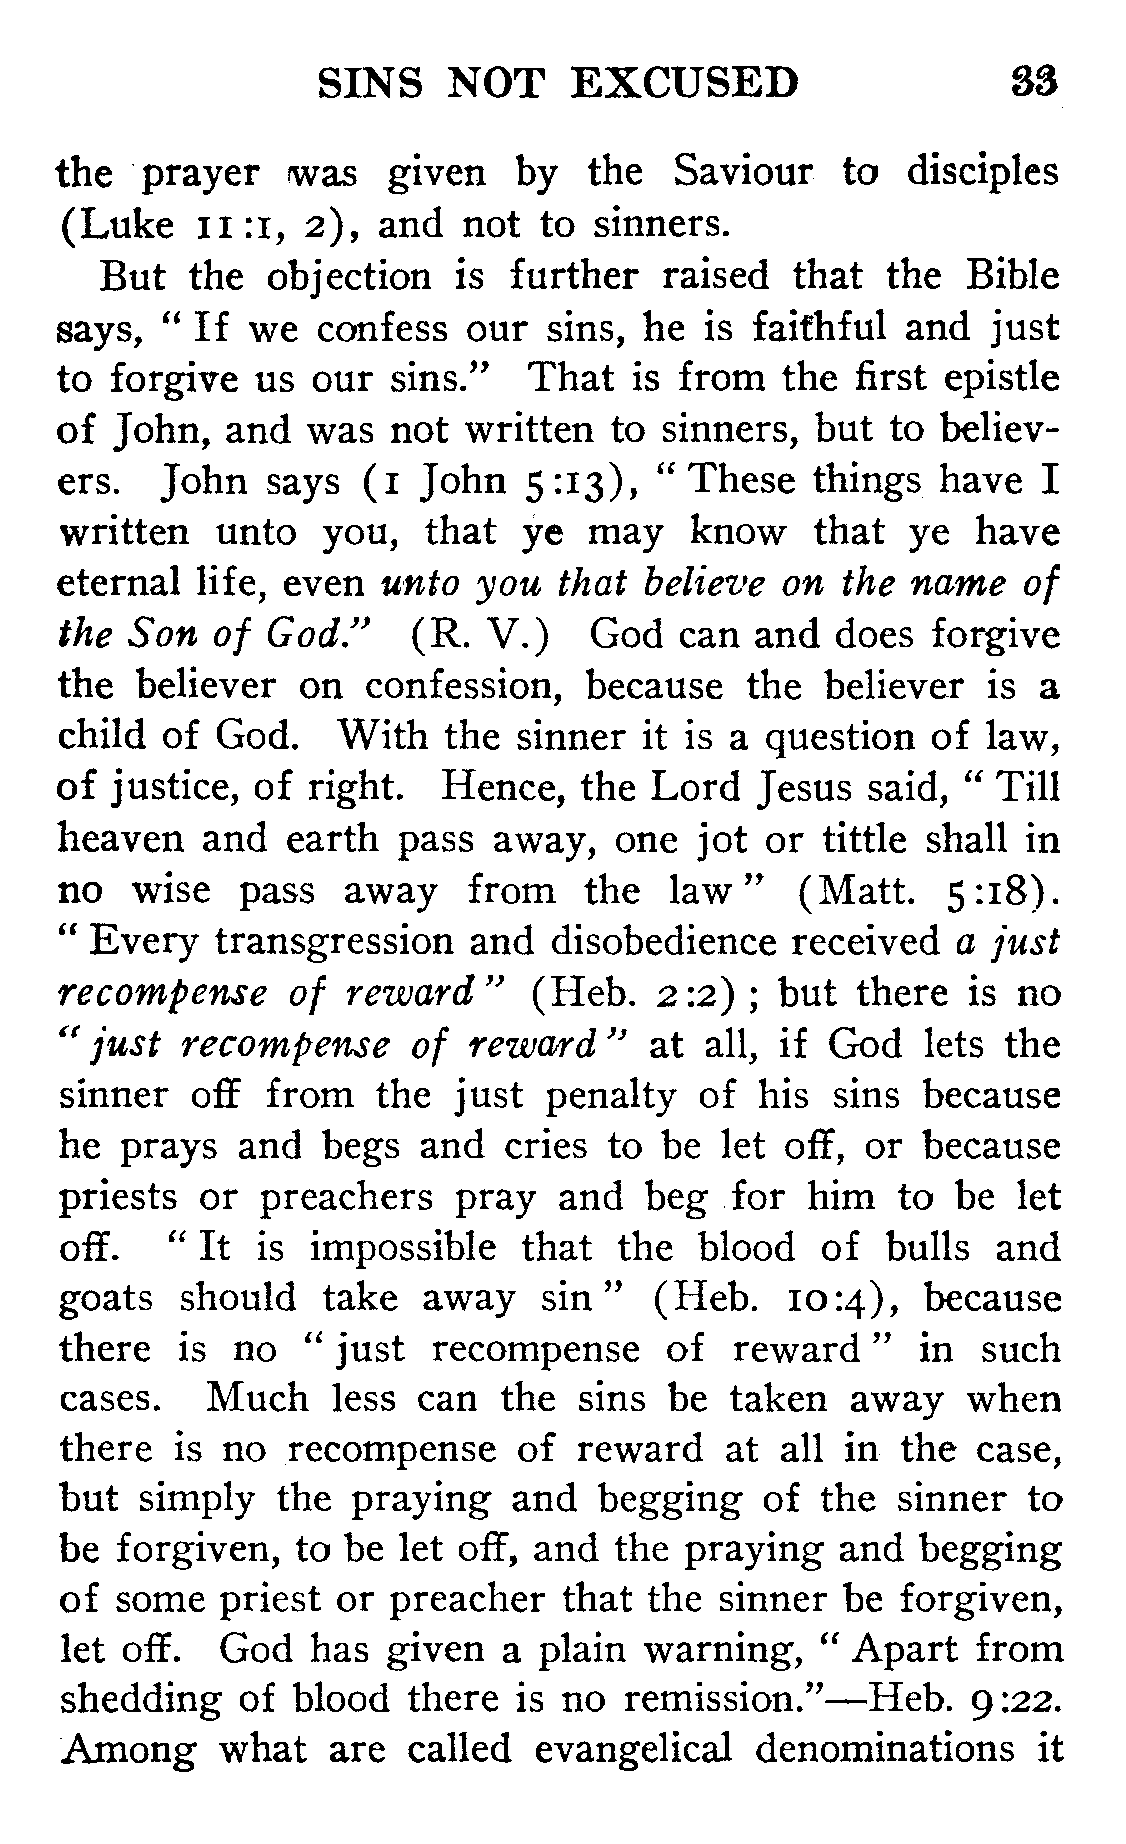 SINS NOT EXCUSED 33
the prayer was given by the Saviour to disciples
(Luke 11:1, 2), and not to sinners.
But the objection is further raised that the Bible
says, " If we confess our sins, he is faithful and just
to forgive us our sins." That is from the first epistle
of John, and was not written to sinners, but to believ-
ers. John says (1 John 5:13), " These things have I
written unto you, that ye may know that ye have
eternal life, even unto you that believe on the name of
the Son of God." (R. V.) God can and does forgive
the believer on confession, because the believer is a
child of God. With the sinner it is a question of law,
of justice, of right. Hence, the Lord Jesus said, " Till
heaven and earth pass away, one jot or tittle shall in
no wise pass away from the law " (Matt. 5:18).
" Every transgression and disobedience received a just
recompense of reward " (Heb. 2:2) ; but there is no
" just recompense of reward " at all, if God lets the
sinner off from the just penalty of his sins because
he prays and begs and cries to be let off, or because
priests or preachers pray and beg for him to be let
off. " It is impossible that the blood of bulls and
goats should take away sin " (Heb. 10:4), because
there is no " just recompense of reward " in such
cases. Much less can the sins be taken away when
there is no recompense of reward at all in the case,
but simply the praying and begging of the sinner to
be forgiven, to be let off, and the praying and begging
of some priest or preacher that the sinner be forgiven,
let off. God has given a plain warning, " Apart from
shedding of blood there is no remission."—Heb. 9:22.
Among what are called evangelical denominations it